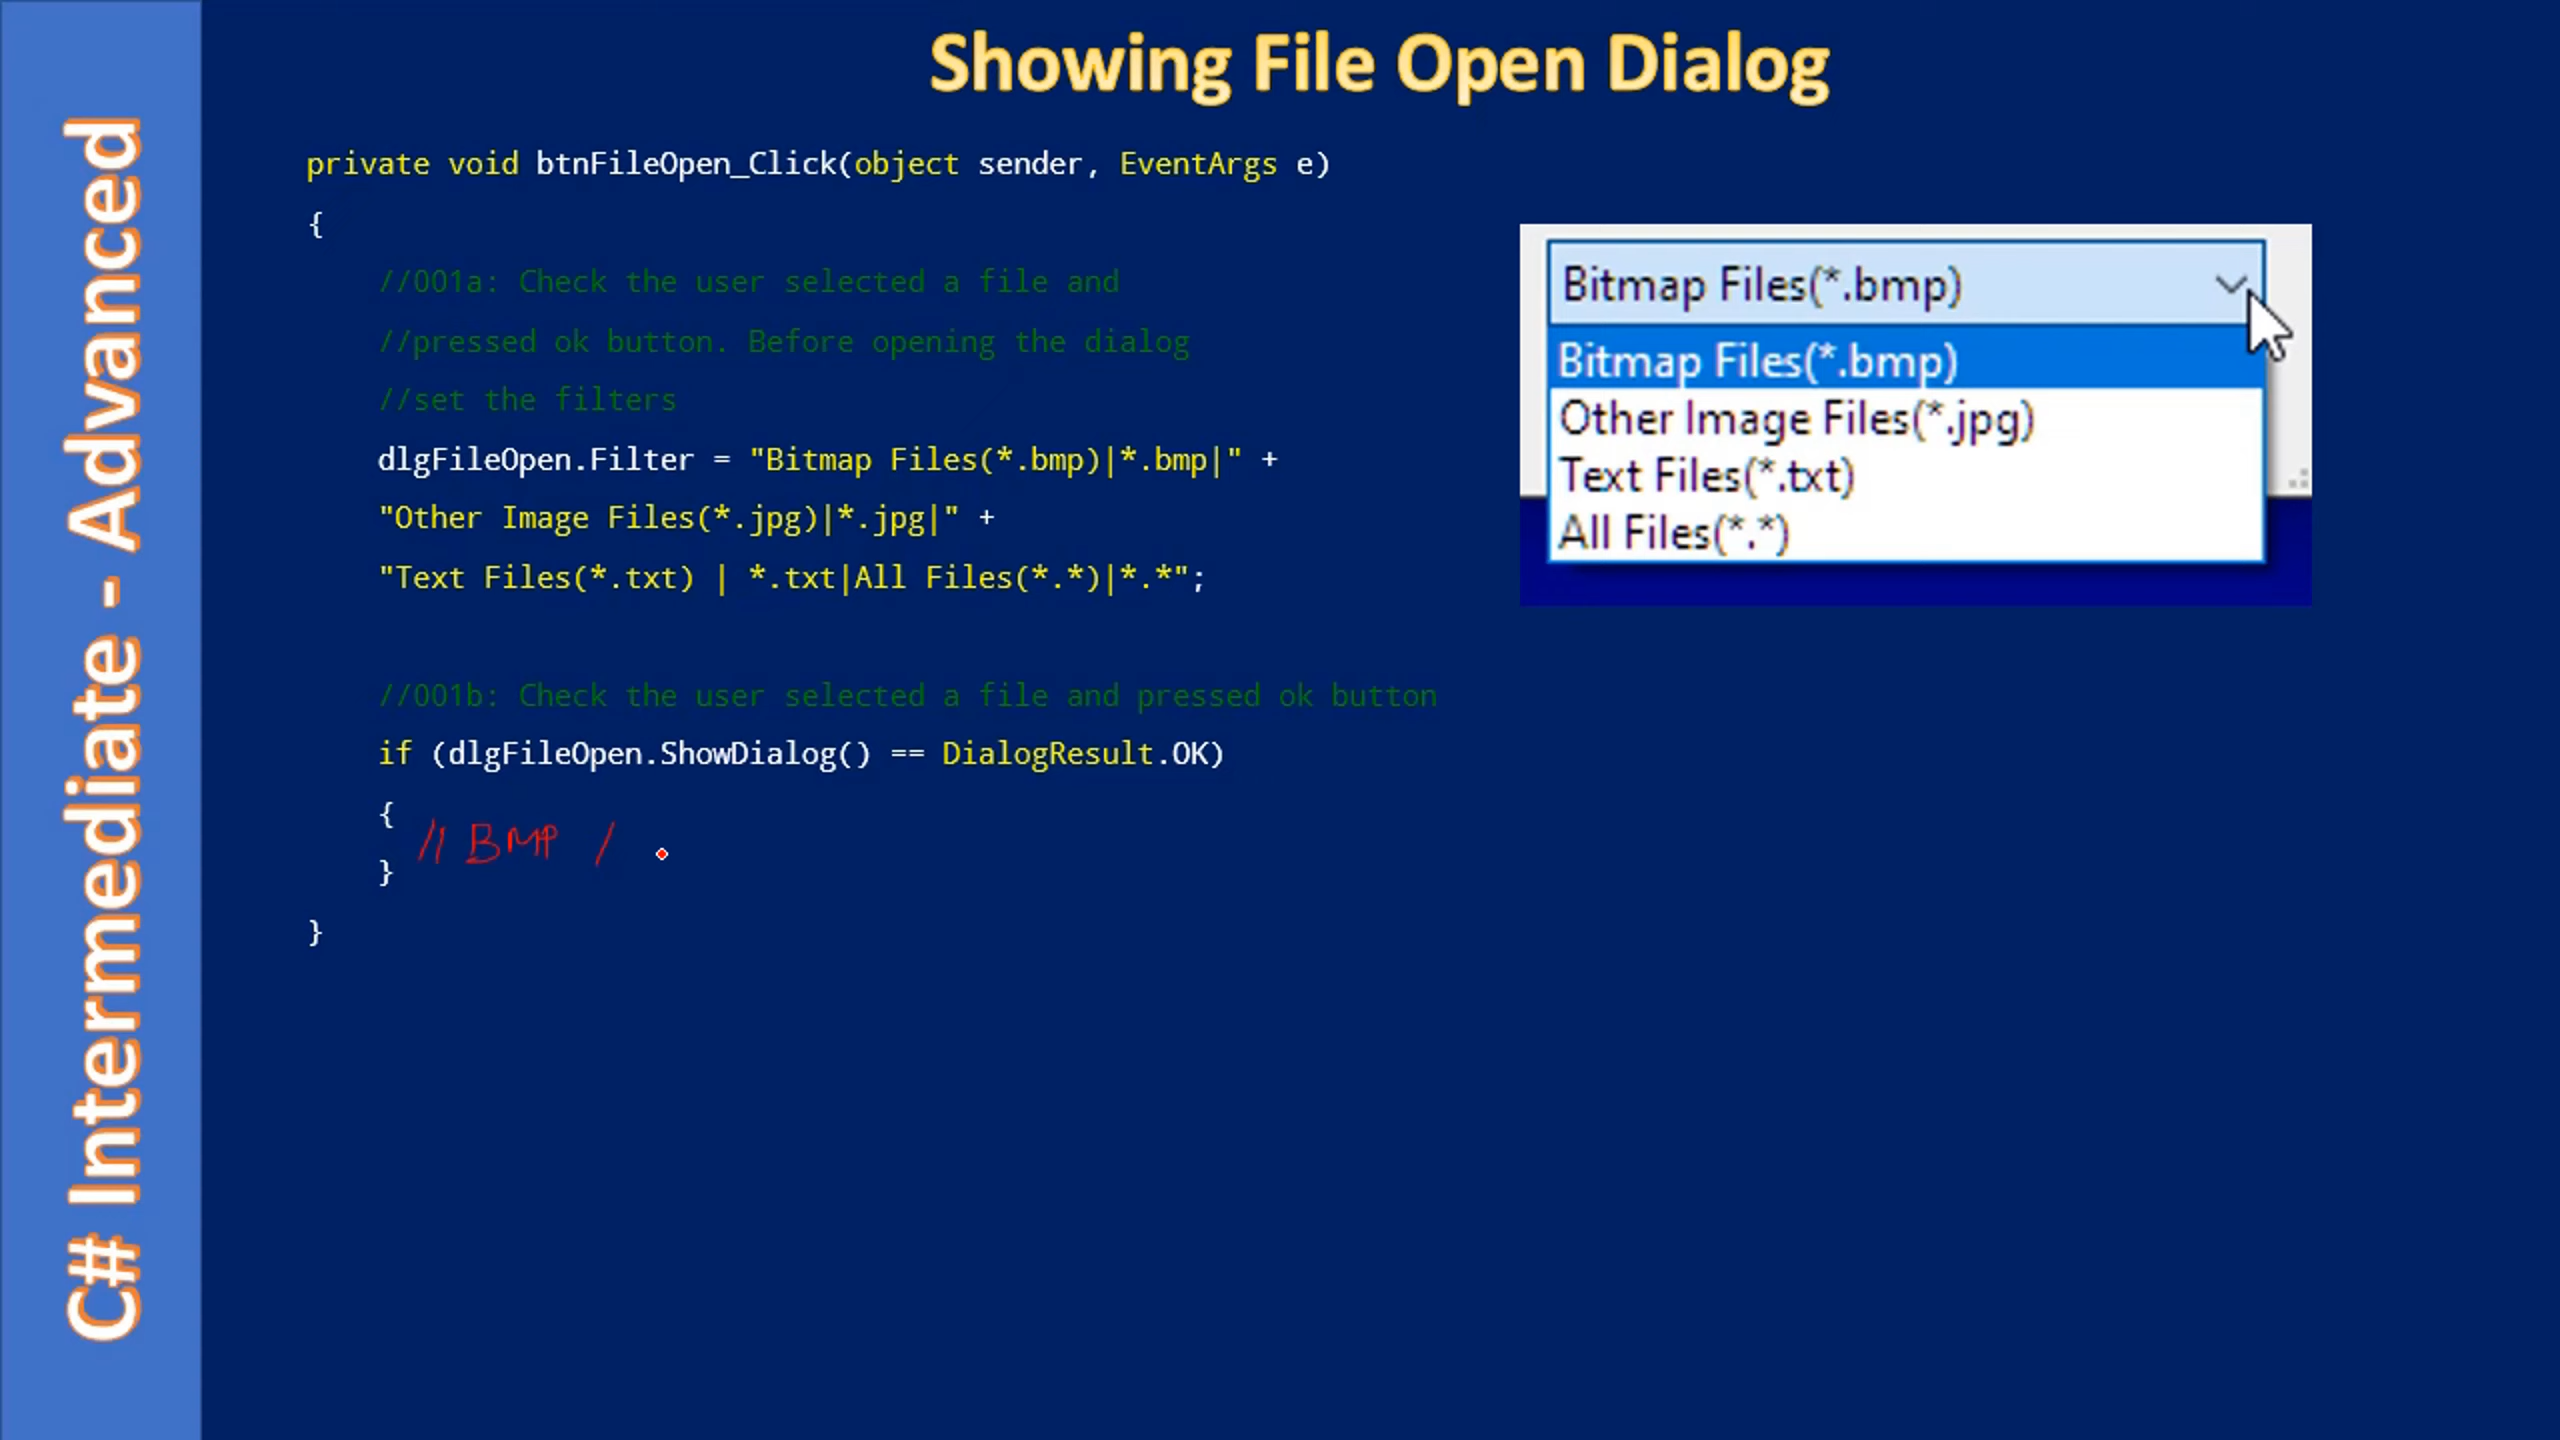 C# Intermediate - Advanced
Showing File Open Dialog
private void btnFileOpen_Click(object sender, EventArgs e)
{
//001a: Check the user selected a file and
//pressed ok button. Before opening the dialog
//set the filters
dlgFileOpen.Filter = "Bitmap Files(*.bmp)|*.bmp|" +
"Other Image Files(*.jpg)|*.jpg|" +
"Text Files(*.txt) | *.txt|All Files(*.*)|*.*";
//001b: Check the user selected a file and pressed ok button
if (dlgFileOpen.ShowDialog() == DialogResult.OK)
{
// BMP /
}
}
Bitmap Files(*.bmp)
Bitmap Files(*.bmp)
Other Image Files(*.jpg)
Text Files(*.txt)
All Files(*.*)